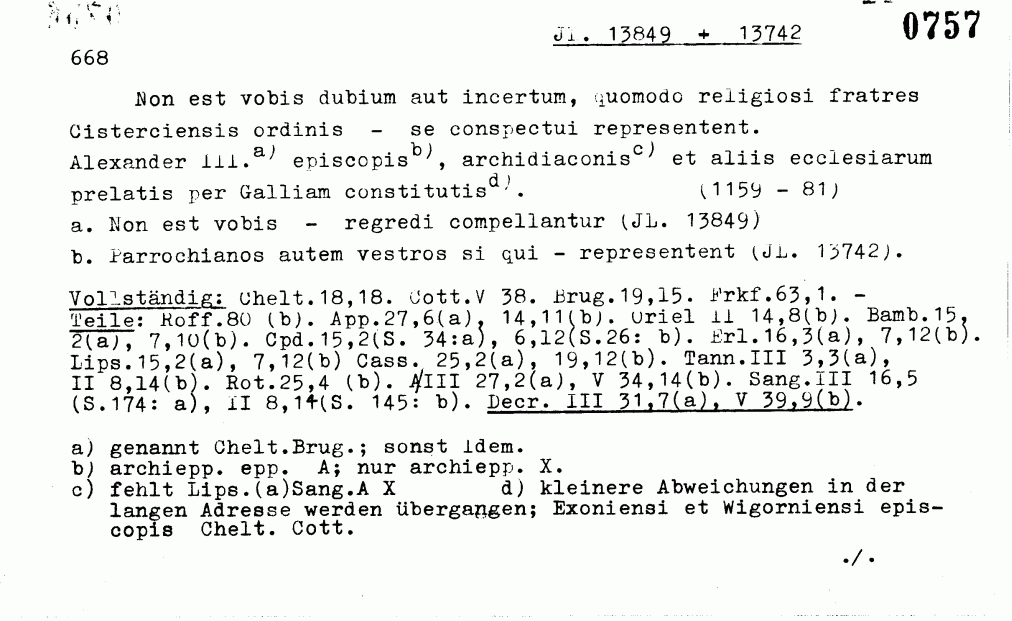 JL. 13849 + 13742
0757
668
Non est vobis dubium aut incertum, quomodo religiosi fratres
Cisterciensis ordinis - se conspectui representent.
Alexander III.a) episcopisb), archidiaconisc) et aliis ecclesiarum
prelatis per Galliam constitutisd). (1159 - 81)
a. Non est vobis - regredi compellantur (JL. 13849)
b. Parrochianos autem vestros si qui - representent (JL. 13742).
Vollständig: Chelt.18,18. Cott.V 38. Brug.19,15. Frkf.63,1. -
Teile: Roff.80 (b). App.27,6(a), 14,11(b). Oriel II 14,8(b). Bamb.15,
2(a), 7,10(b). Cpd.15,2(S. 34:a), 6,12(S.26: b). Erl.16,3(a), 7,12(b).
Lips.15,2(a), 7,12(b) Cass. 25,2(a), 19,12(b). Tann.III 3,3(a),
II 8,14(b). Rot.25,4 (b). AIII 27,2(a), V 34,14(b). Sang.III 16,5
(S.174: a), II 8,14(S. 145: b). Decr. III 31,7(a), V 39,9(b).
a) genannt Chelt.Brug.; sonst Idem.
b) archiepp. epp. A; nur archiepp. X.
c) fehlt Lips.(a)Sang.A X d) kleinere Abweichungen in der
langen Adresse werden übergangen; Exoniensi et Wigorniensi epis-
copis Chelt. Cott.
./.